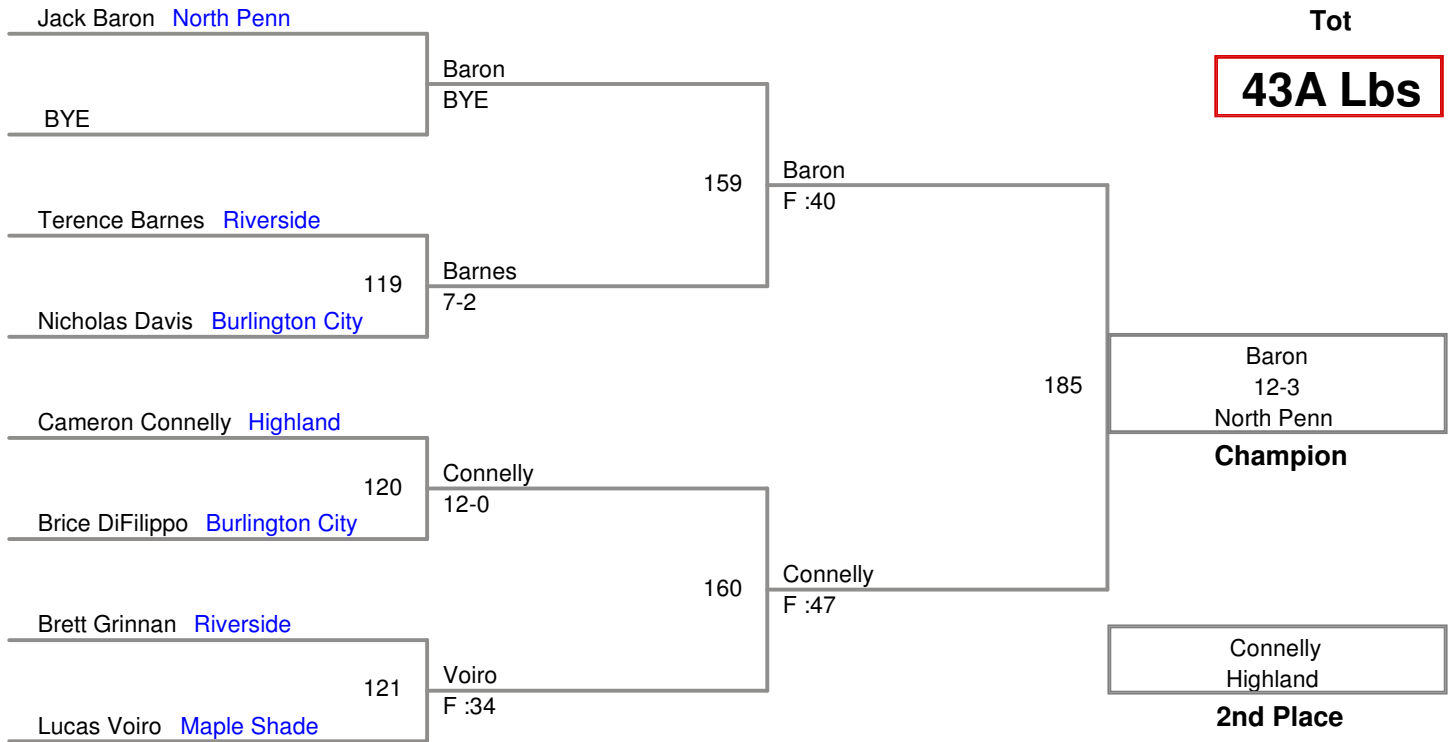 Jack Baron North Penn
Tot
Baron
43A Lbs
BYE
BYE
159
Baron
F :40
Terence Barnes Riverside
119
Barnes
7-2
Nicholas Davis Burlington City
185
Baron
12-3
North Penn
Champion
Cameron Connelly Highland
120
Connelly
12-0
Brice DiFilippo Burlington City
160
Connelly
F :47
Brett Grinnan Riverside
121
Voiro
F :34
Lucas Voiro Maple Shade
Connelly
Highland
2nd Place